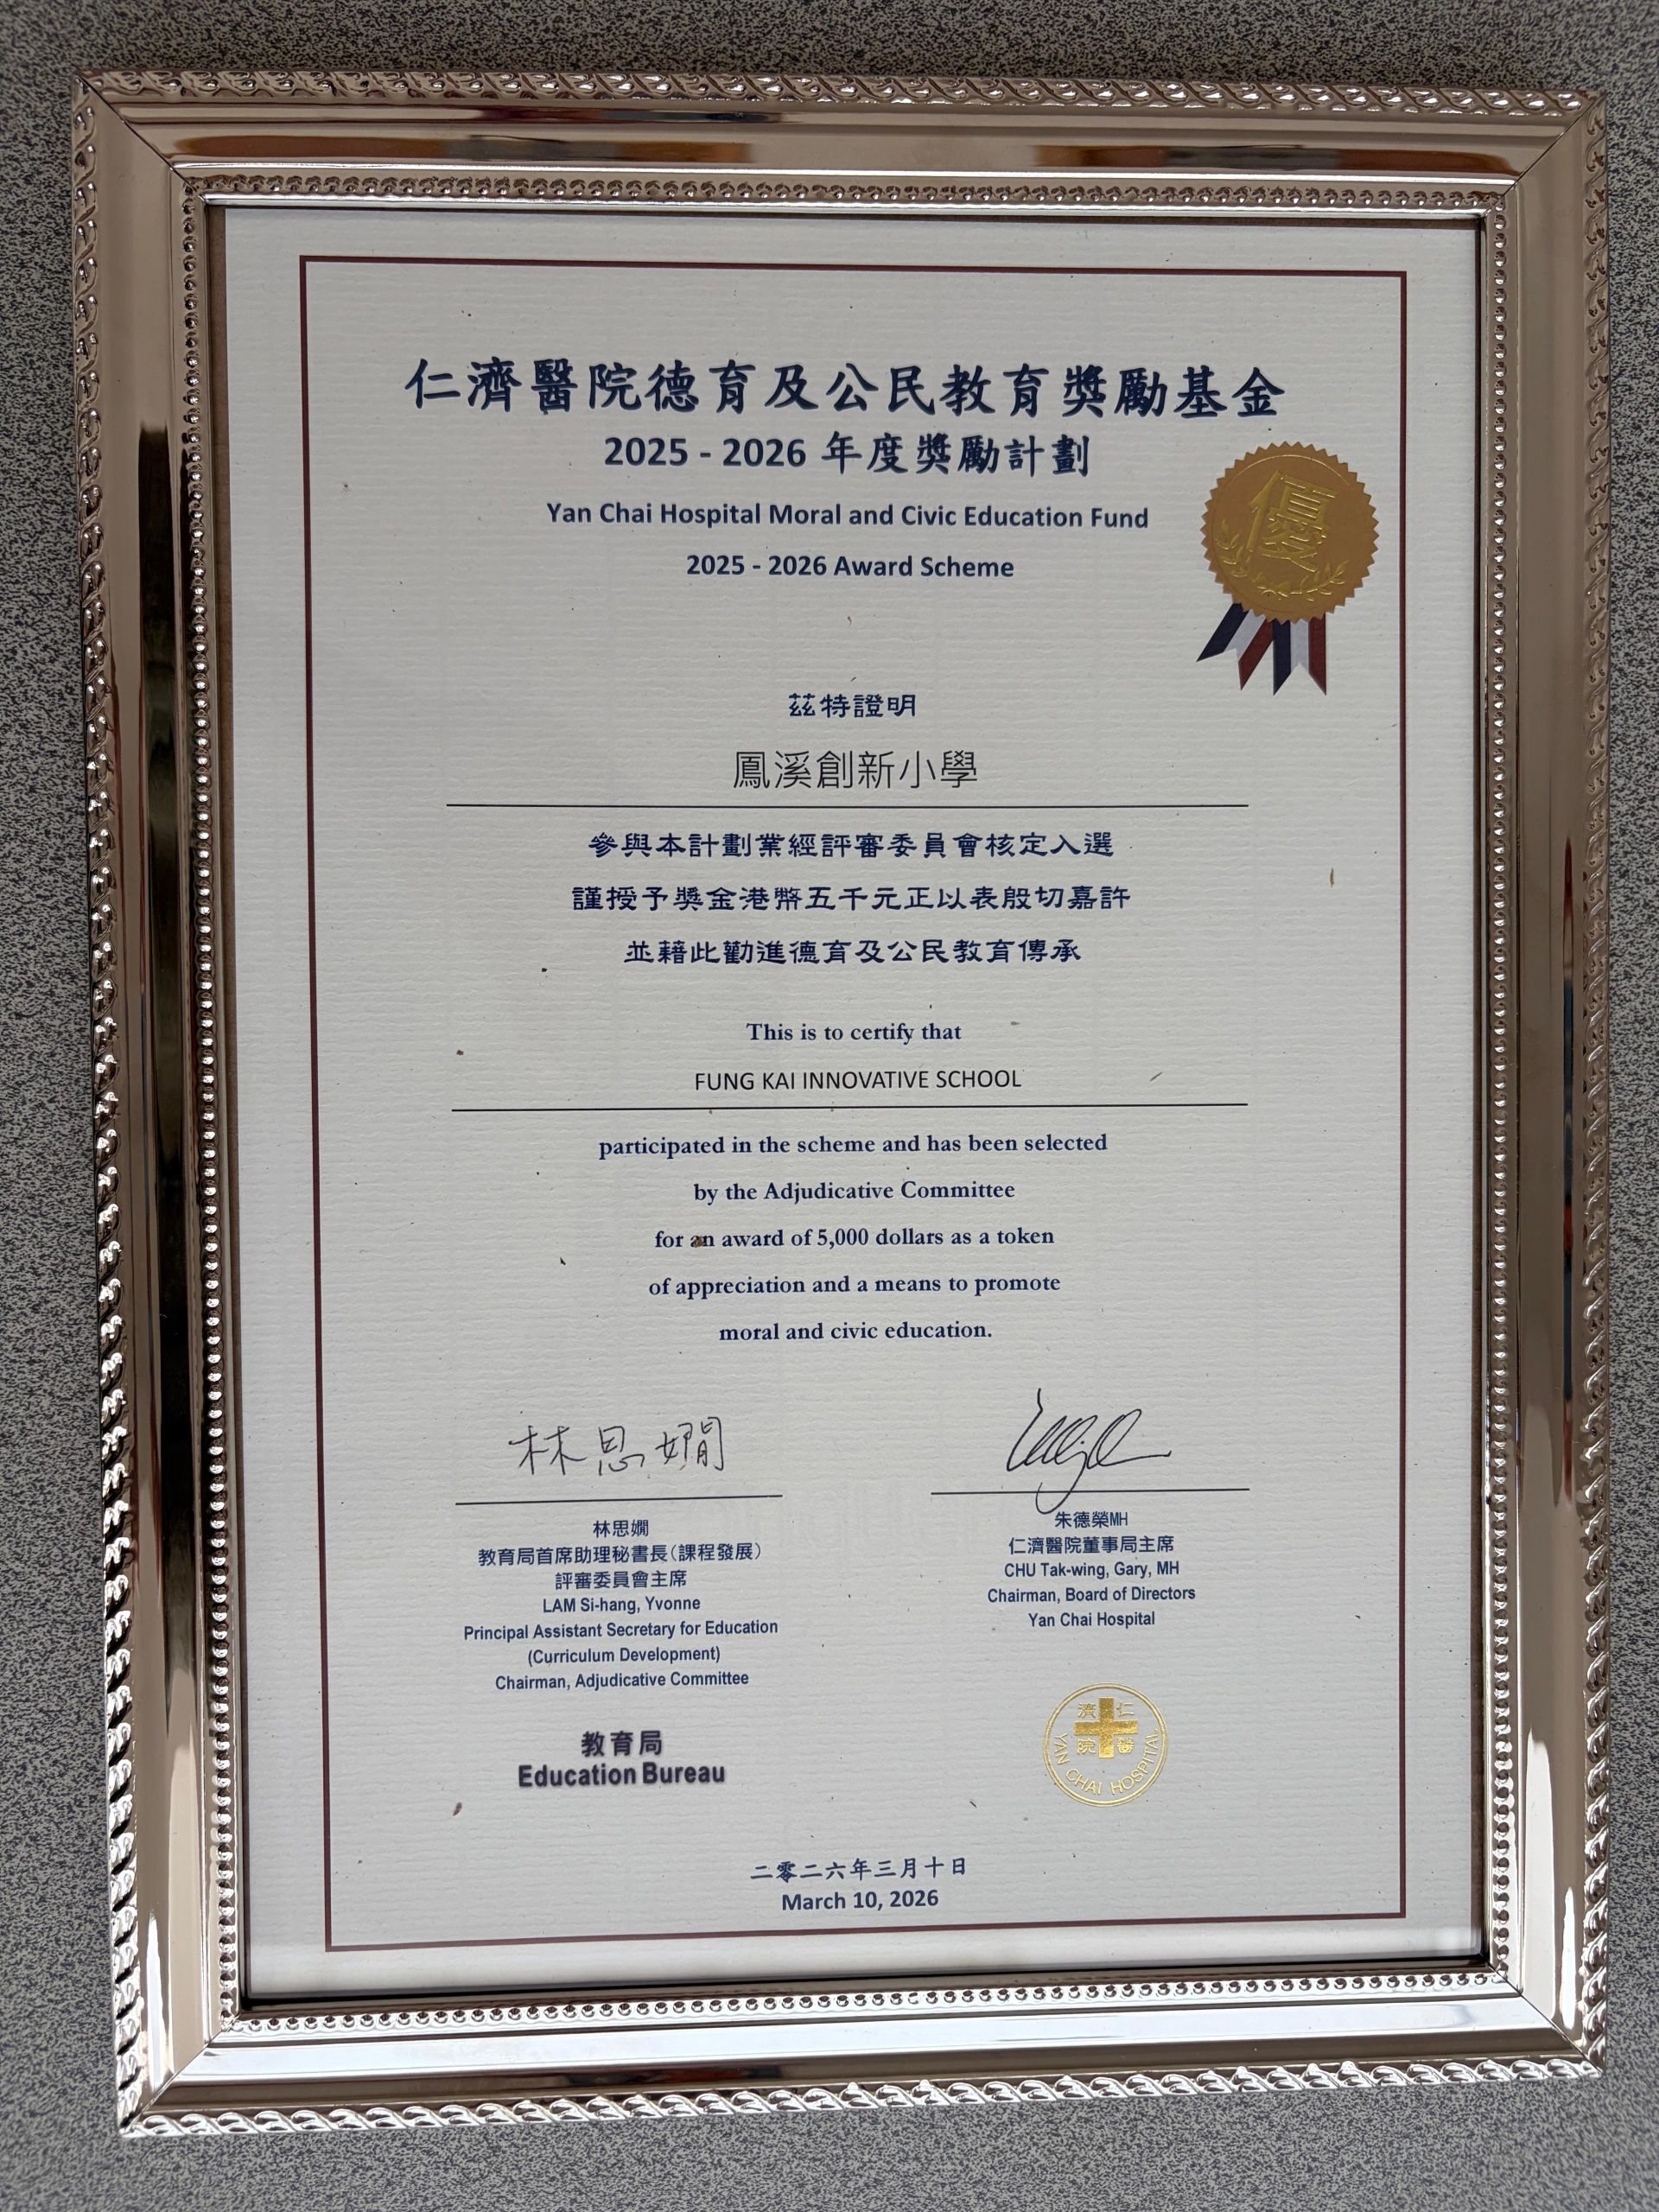 仁濟醫院德育及公民教育獎勵基金
2025 - 2026 年度獎勵計劃
Yan Chai Hospital Moral and Civic Education Fund
2025 - 2026 Award Scheme
優
茲特證明
鳳溪創新小學
參與本計劃業經評審委員會核定入選
謹授予獎金港幣五千元正以表殷切嘉許
並藉此勸進德育及公民教育傳承
This is to certify that
FUNG KAI INNOVATIVE SCHOOL
participated in the scheme and has been selected
by the Adjudicative Committee
for an award of 5,000 dollars as a token
of appreciation and a means to promote
moral and civic education.
林思嫺
林思嫺
教育局首席助理秘書長(課程發展)
評審委員會主席
LAM Si-hang, Yvonne
Principal Assistant Secretary for Education
(Curriculum Development)
Chairman, Adjudicative Committee
教育局
Education Bureau
朱德榮MH
仁濟醫院董事局主席
CHU Tak-wing, Gary, MH
Chairman, Board of Directors
Yan Chai Hospital
仁濟醫院
YAN CHAI HOSPITAL
二零二六年三月十日
March 10, 2026